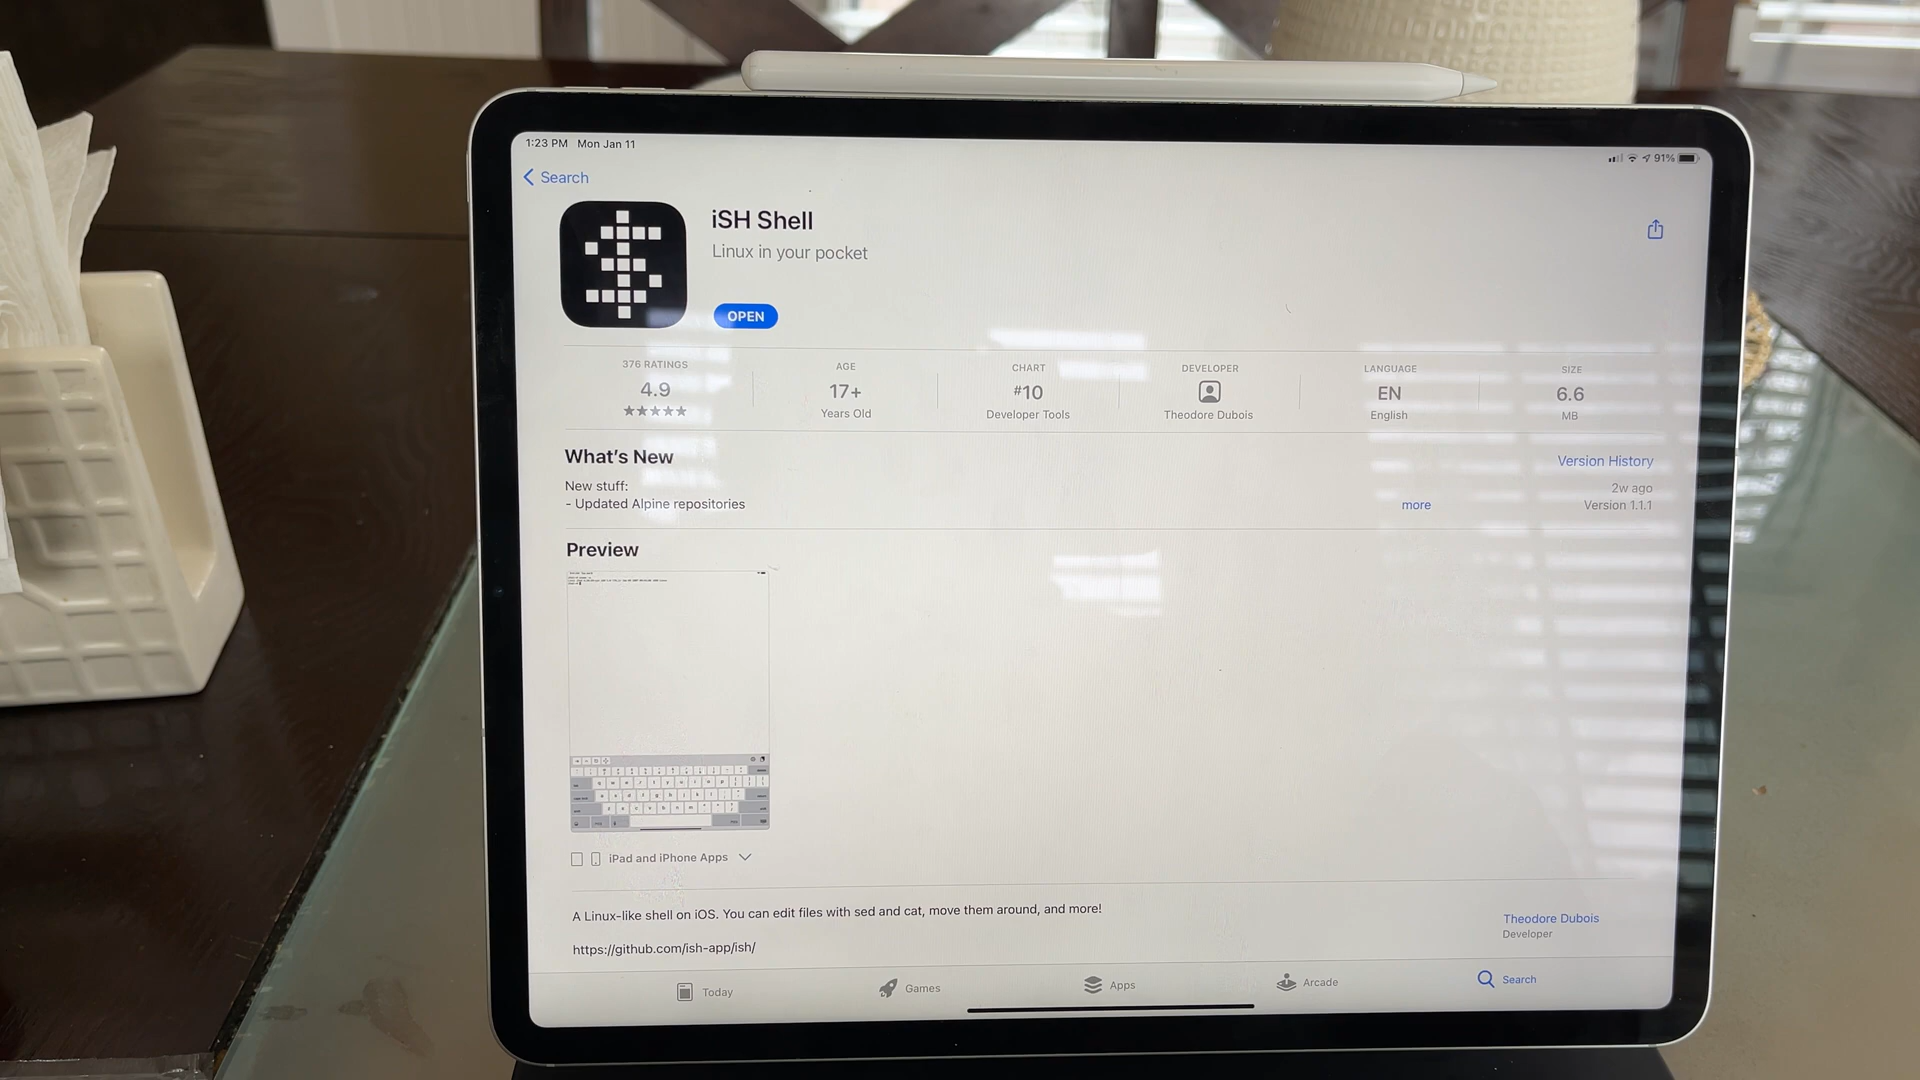 1:23 PM Mon Jan 11
91%
Search
iSH Shell
Linux in your pocket
OPEN
376 RATINGS
4.9
★★★★★
AGE
17+
Years Old
CHART
#10
Developer Tools
DEVELOPER
Theodore Dubois
LANGUAGE
EN
English
SIZE
6.6
MB
What's New
Version History
New stuff:
- Updated Alpine repositories
more
2w ago
Version 1.1.1
Preview
iPad and iPhone Apps
A Linux-like shell on iOS. You can edit files with sed and cat, move them around, and more!
https://github.com/ish-app/ish/
Theodore Dubois
Developer
Today
Games
Apps
Arcade
Search